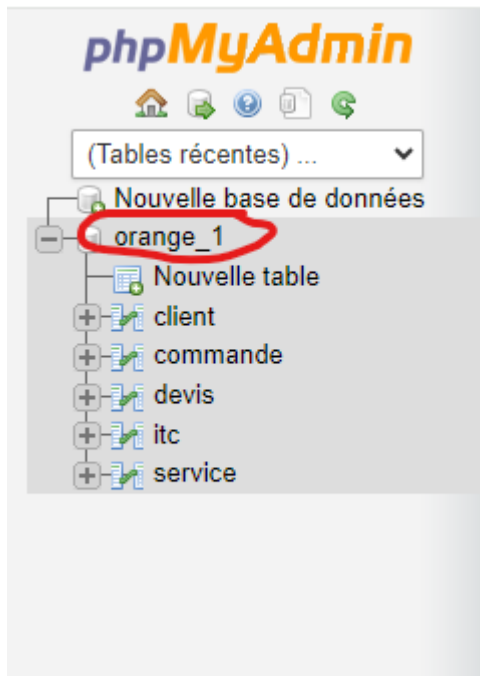 phpMyAdmin
(Tables récentes) ...
Nouvelle base de données
orange_1
Nouvelle table
client
commande
devis
itc
service